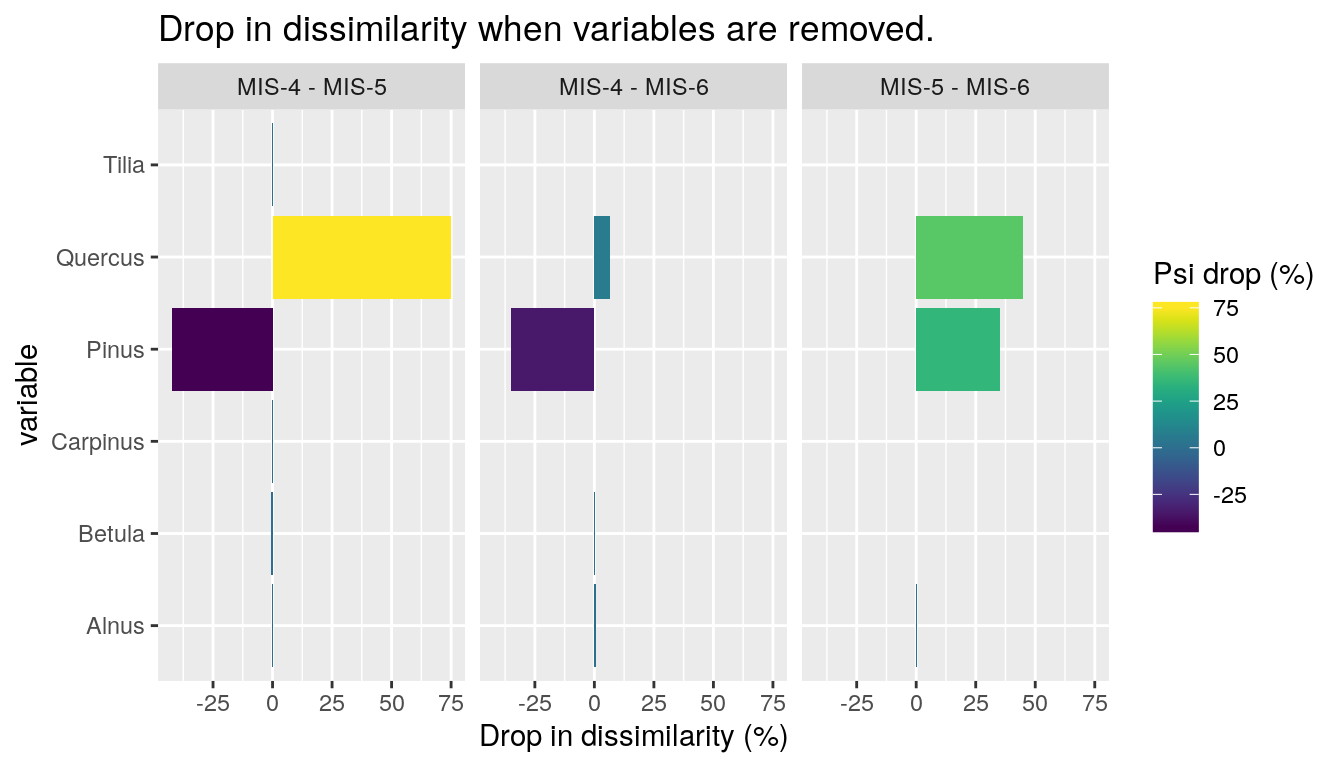 Drop in dissimilarity when variables are removed.
MIS-4 - MIS-5
MIS-4 - MIS-6
MIS-5 - MIS-6
variable
Tilia
Quercus
Pinus
Carpinus
Betula
Alnus
-25 0 25 50 75
-25 0 25 50 75
-25 0 25 50 75
Drop in dissimilarity (%)
Psi drop (%)
75
50
25
0
-25